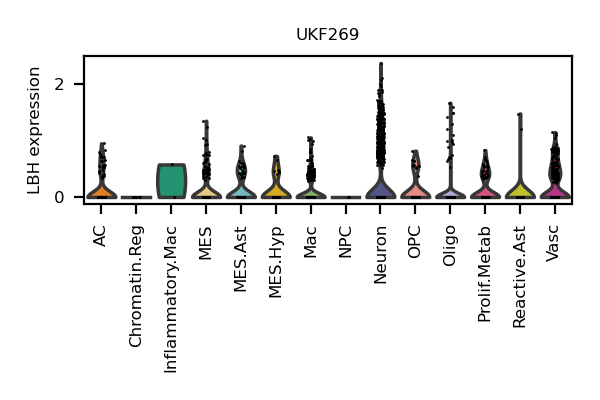 UKF269
LBH expression
2
0
AC
Chromatin.Reg
Inflammatory.Mac
MES
MES.Ast
MES.Hyp
Mac
NPC
Neuron
OPC
Oligo
Prolif.Metab
Reactive.Ast
Vasc